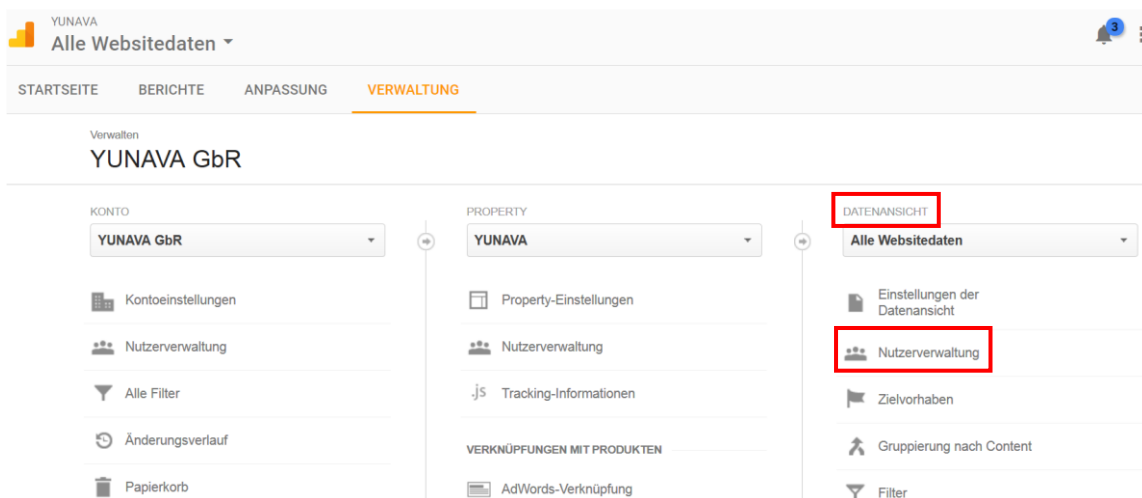 YUNAVA
Alle Websitedaten
3
STARTSEITE BERICHTE ANPASSUNG VERWALTUNG
Verwalten
YUNAVA GbR
KONTO
YUNAVA GbR
Kontoeinstellungen
Nutzerverwaltung
Alle Filter
Änderungsverlauf
Papierkorb
PROPERTY
YUNAVA
Property-Einstellungen
Nutzerverwaltung
.js Tracking-Informationen
VERKNÜPFUNGEN MIT PRODUKTEN
AdWords-Verknüpfung
DATENANSICHT
Alle Websitedaten
Einstellungen der
Datenansicht
Nutzerverwaltung
Zielvorhaben
Gruppierung nach Content
Filter